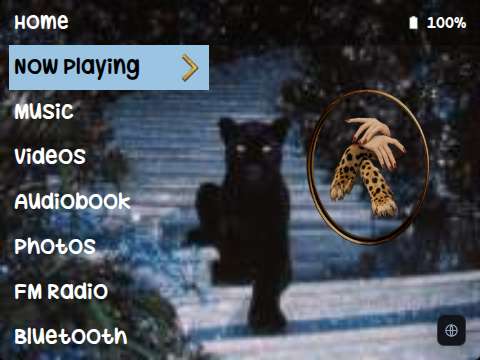 Home
100%
Now Playing
Music
Videos
Audiobook
Photos
FM Radio
Bluetooth